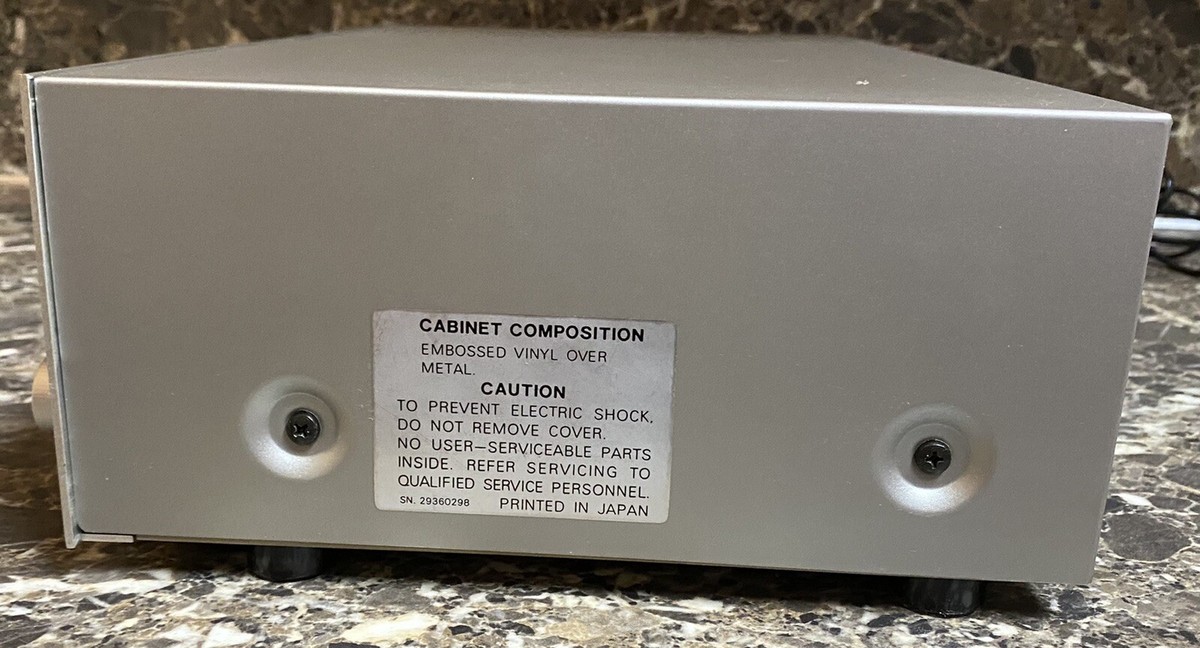 CABINET COMPOSITION
EMBOSSED VINYL OVER
METAL.
CAUTION
TO PREVENT ELECTRIC SHOCK,
DO NOT REMOVE COVER.
NO USER–SERVICEABLE PARTS
INSIDE. REFER SERVICING TO
QUALIFIED SERVICE PERSONNEL.
SN. 29360298 PRINTED IN JAPAN